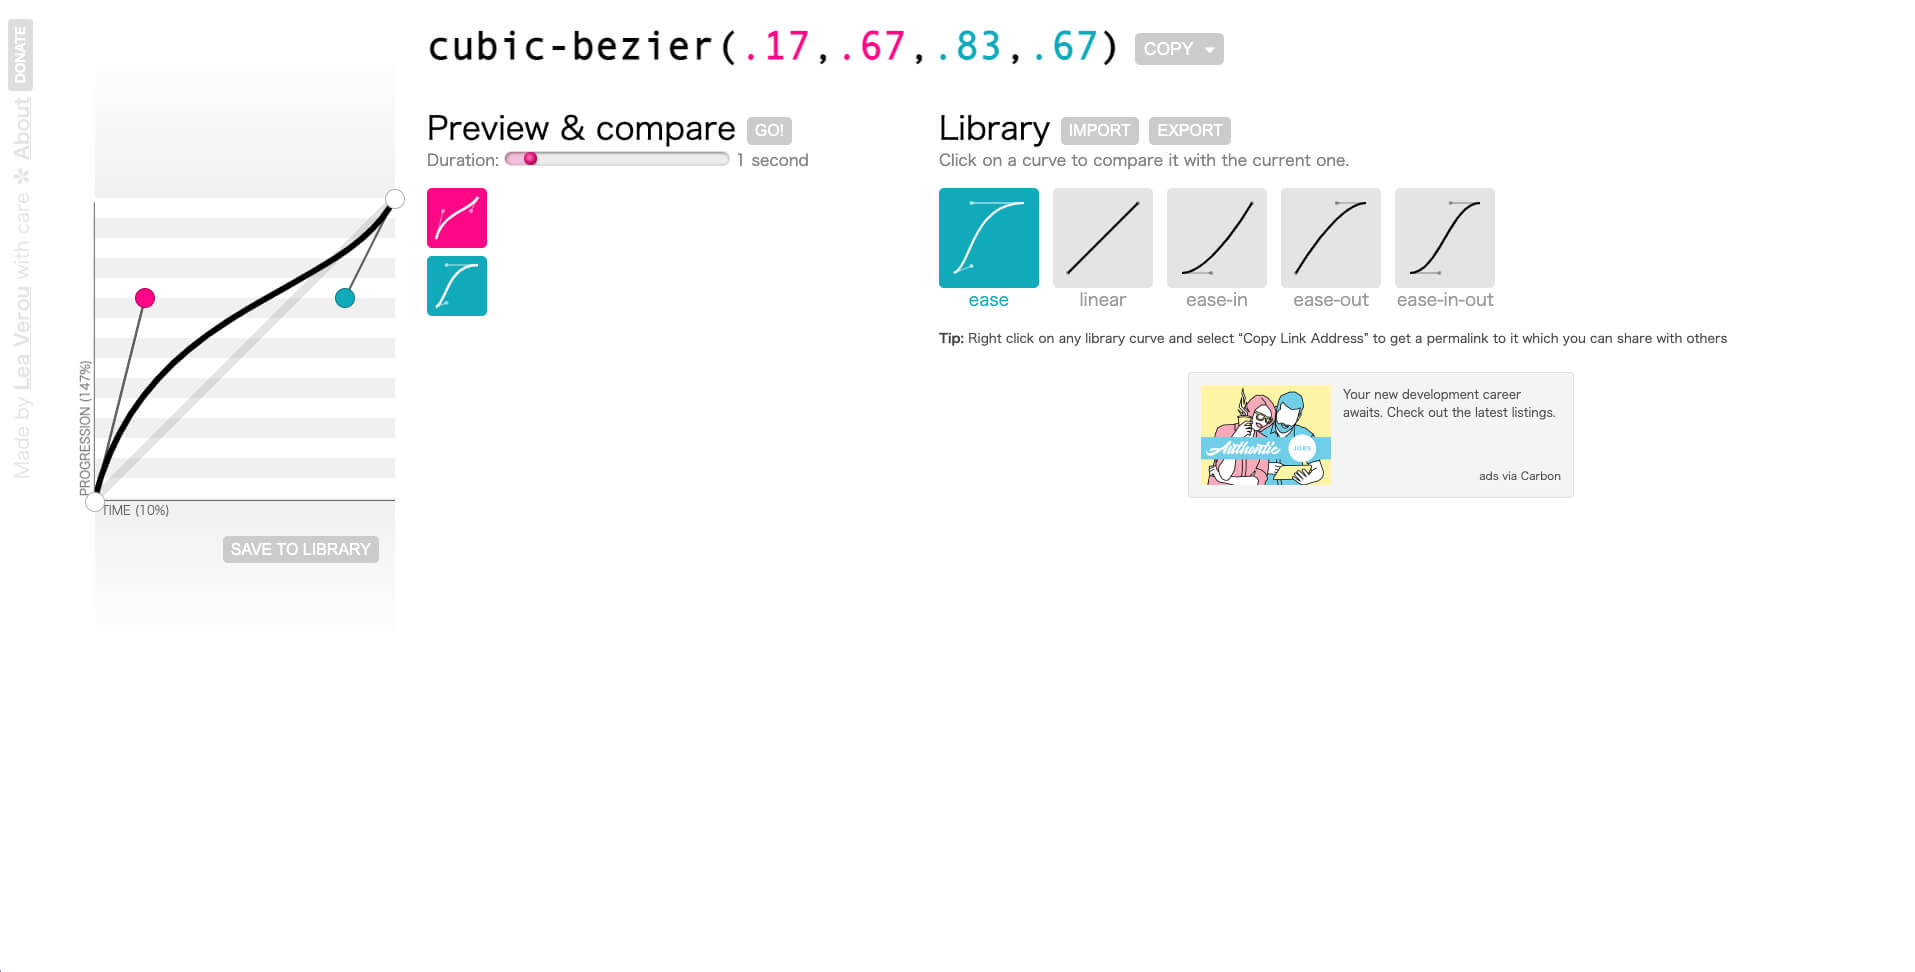 DONATE
Made by Lea Verou with care ✲ About
cubic-bezier(.17,.67,.83,.67)
COPY
Preview & compare
GO!
Duration:
1 second
Library
IMPORT
EXPORT
Click on a curve to compare it with the current one.
ease
linear
ease-in
ease-out
ease-in-out
Tip: Right click on any library curve and select “Copy Link Address” to get a permalink to it which you can share with others
Authentic
JOBS
Your new development career
awaits. Check out the latest listings.
ads via Carbon
PROGRESSION (147%)
TIME (10%)
SAVE TO LIBRARY